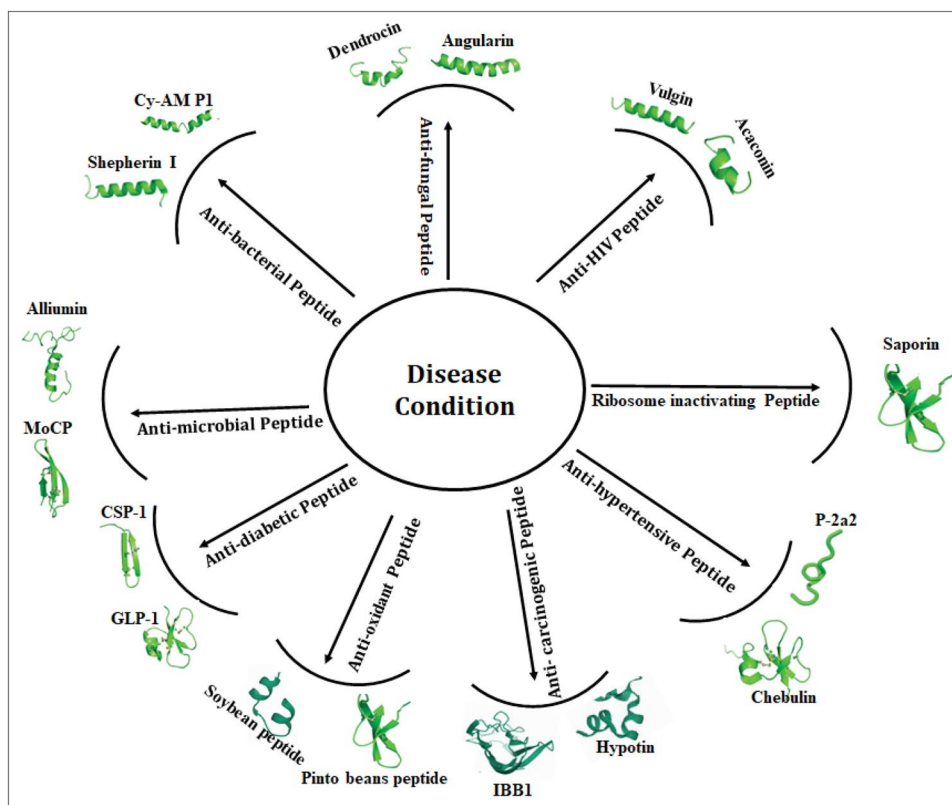 Dendrocin
Angularin
Cy-AM P1
Shepherin I
Vulgin
Acaconin
Anti-fungal Peptide
Anti-bacterial Peptide
Anti-HIV Peptide
Alliumin
MoCP
Anti-microbial Peptide
Disease
Condition
Ribosome inactivating Peptide
Saporin
CSP-1
GLP-1
Anti-diabetic Peptide
Anti-oxidant Peptide
Anti- carcinogenic Peptide
Anti-hypertensive Peptide
P-2a2
Chebulin
Soybean peptide
Pinto beans peptide
IBB1
Hypotin